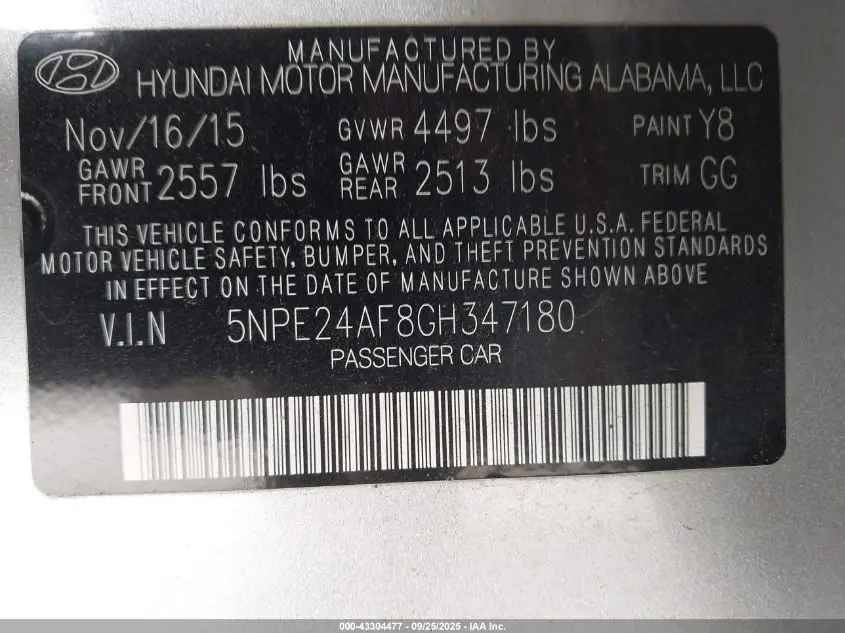 MANUFACTURED BY
HYUNDAI MOTOR MANUFACTURING ALABAMA, LLC
Nov/16/15 GVWR 4497 lbs PAINT Y8
GAWR FRONT 2557 lbs GAWR REAR 2513 lbs TRIM GG
THIS VEHICLE CONFORMS TO ALL APPLICABLE U.S.A. FEDERAL
MOTOR VEHICLE SAFETY, BUMPER, AND THEFT PREVENTION STANDARDS
IN EFFECT ON THE DATE OF MANUFACTURE SHOWN ABOVE
V.I.N 5NPE24AF8GH347180
PASSENGER CAR
000-43304477 - 09/25/2025 - IAA Inc.